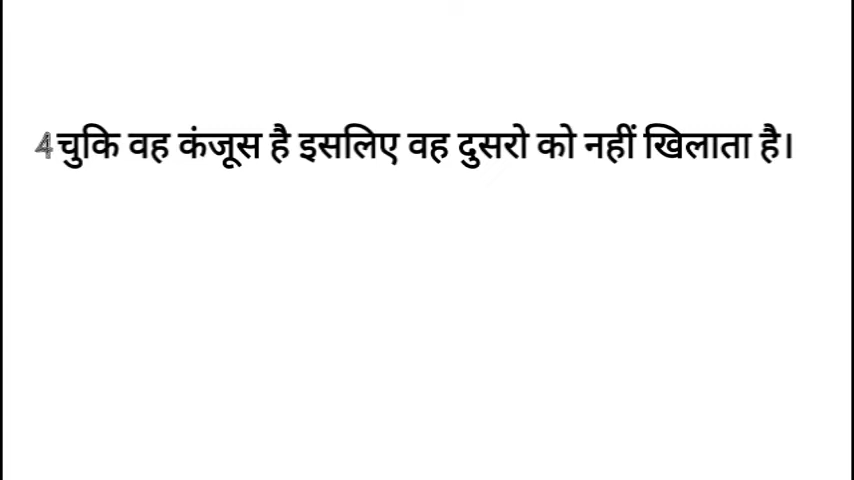 4 चुकि वह कंजूस है इसलिए वह दुसरो को नहीं खिलाता है।